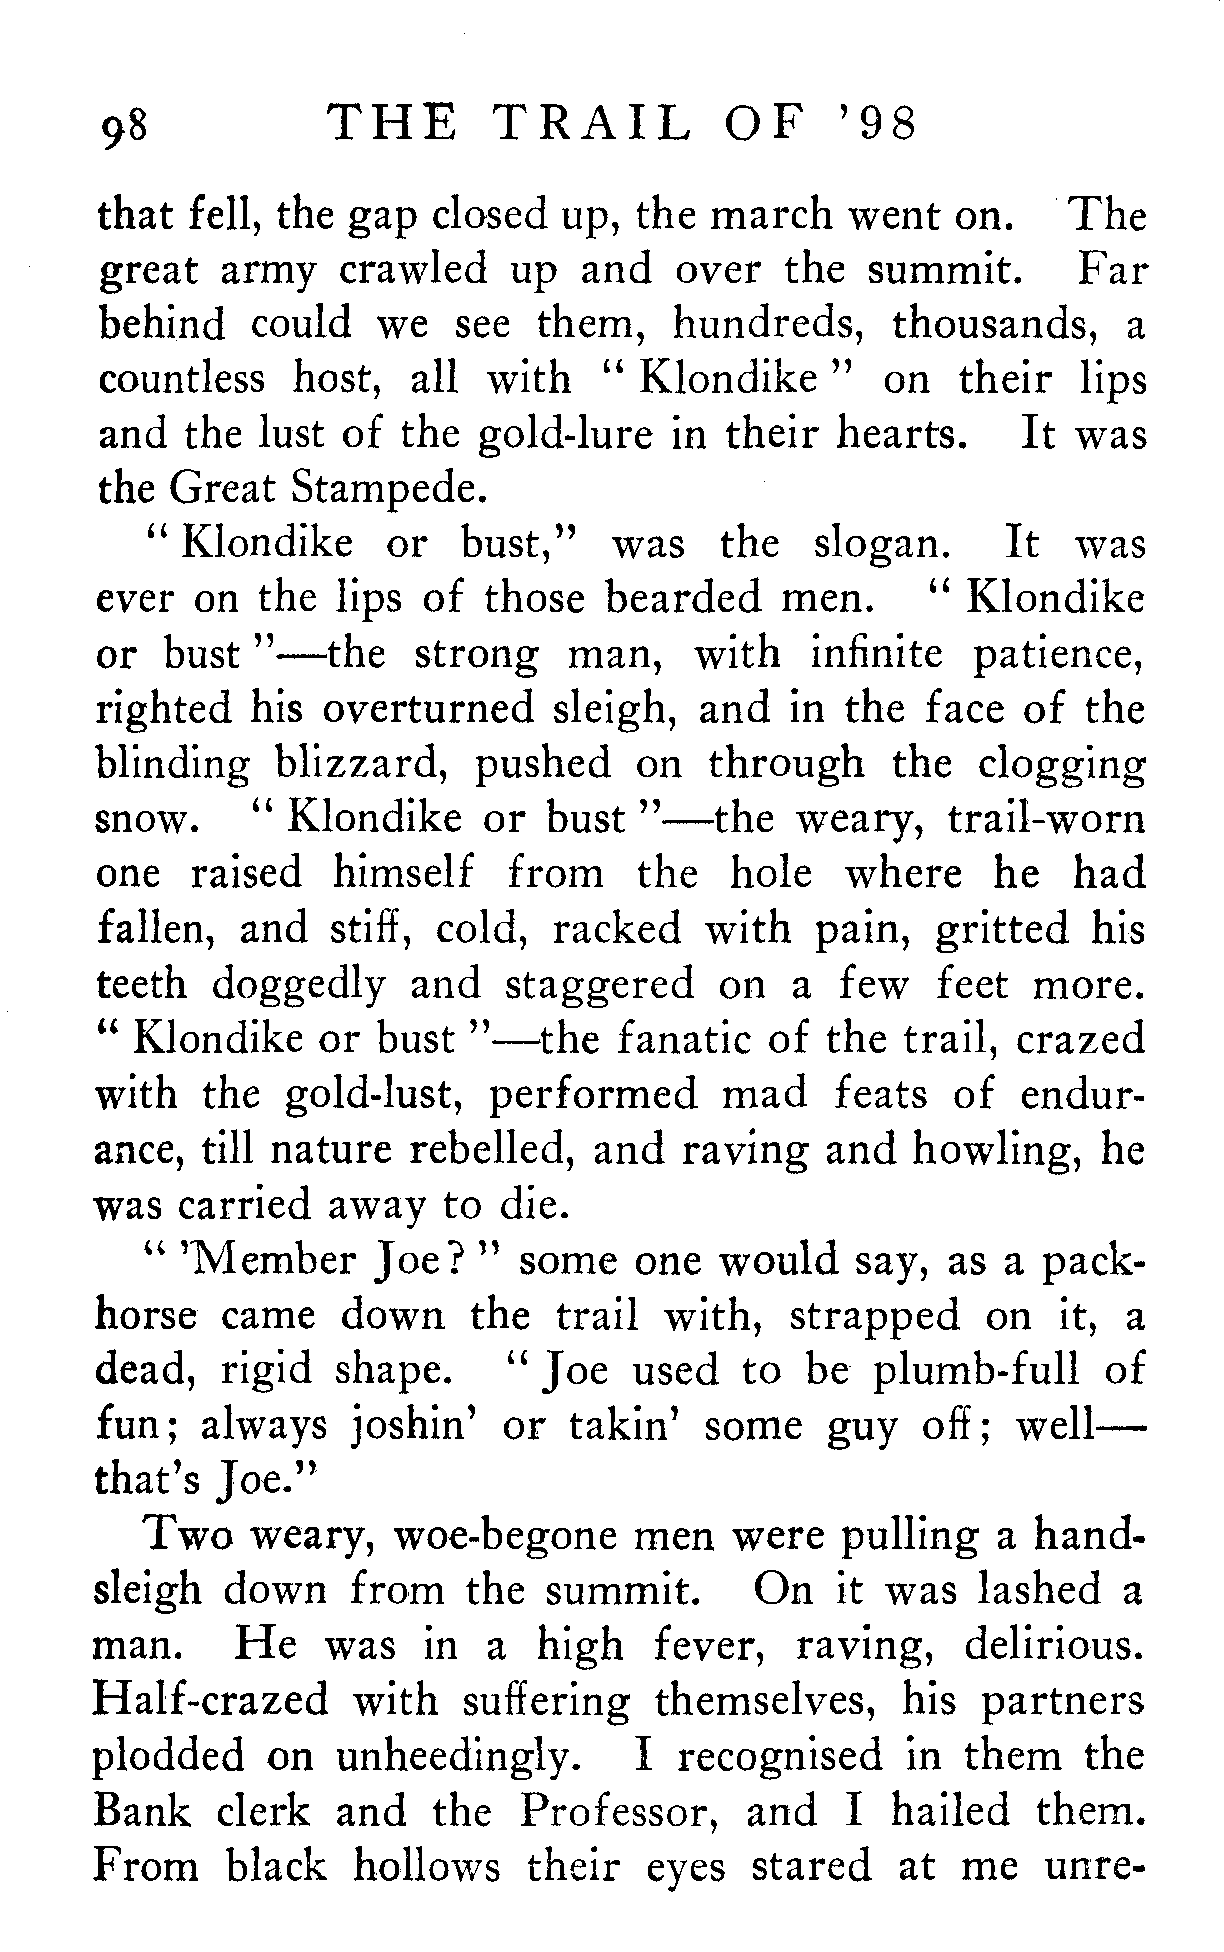 98 THE TRAIL OF '98
that fell, the gap closed up, the march went on. The
great army crawled up and over the summit. Far
behind could we see them, hundreds, thousands, a
countless host, all with " Klondike " on their lips
and the lust of the gold-lure in their hearts. It was
the Great Stampede.
" Klondike or bust," was the slogan. It was
ever on the lips of those bearded men. " Klondike
or bust "—the strong man, with infinite patience,
righted his overturned sleigh, and in the face of the
blinding blizzard, pushed on through the clogging
snow. " Klondike or bust "—the weary, trail-worn
one raised himself from the hole where he had
fallen, and stiff, cold, racked with pain, gritted his
teeth doggedly and staggered on a few feet more.
" Klondike or bust "—the fanatic of the trail, crazed
with the gold-lust, performed mad feats of endur-
ance, till nature rebelled, and raving and howling, he
was carried away to die.
" 'Member Joe? " some one would say, as a pack-
horse came down the trail with, strapped on it, a
dead, rigid shape. " Joe used to be plumb-full of
fun; always joshin' or takin' some guy off; well—
that's Joe."
Two weary, woe-begone men were pulling a hand-
sleigh down from the summit. On it was lashed a
man. He was in a high fever, raving, delirious.
Half-crazed with suffering themselves, his partners
plodded on unheedingly. I recognised in them the
Bank clerk and the Professor, and I hailed them.
From black hollows their eyes stared at me unre-